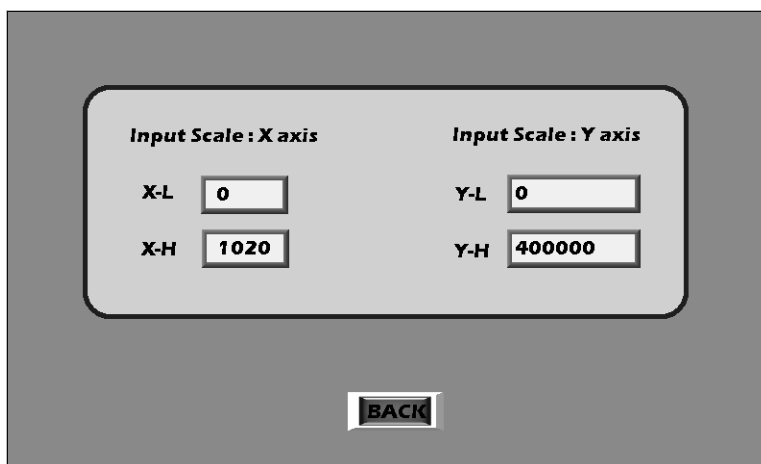 Input Scale : X axis
Input Scale : Y axis
X-L 0
Y-L 0
X-H 1020
Y-H 400000
BACK